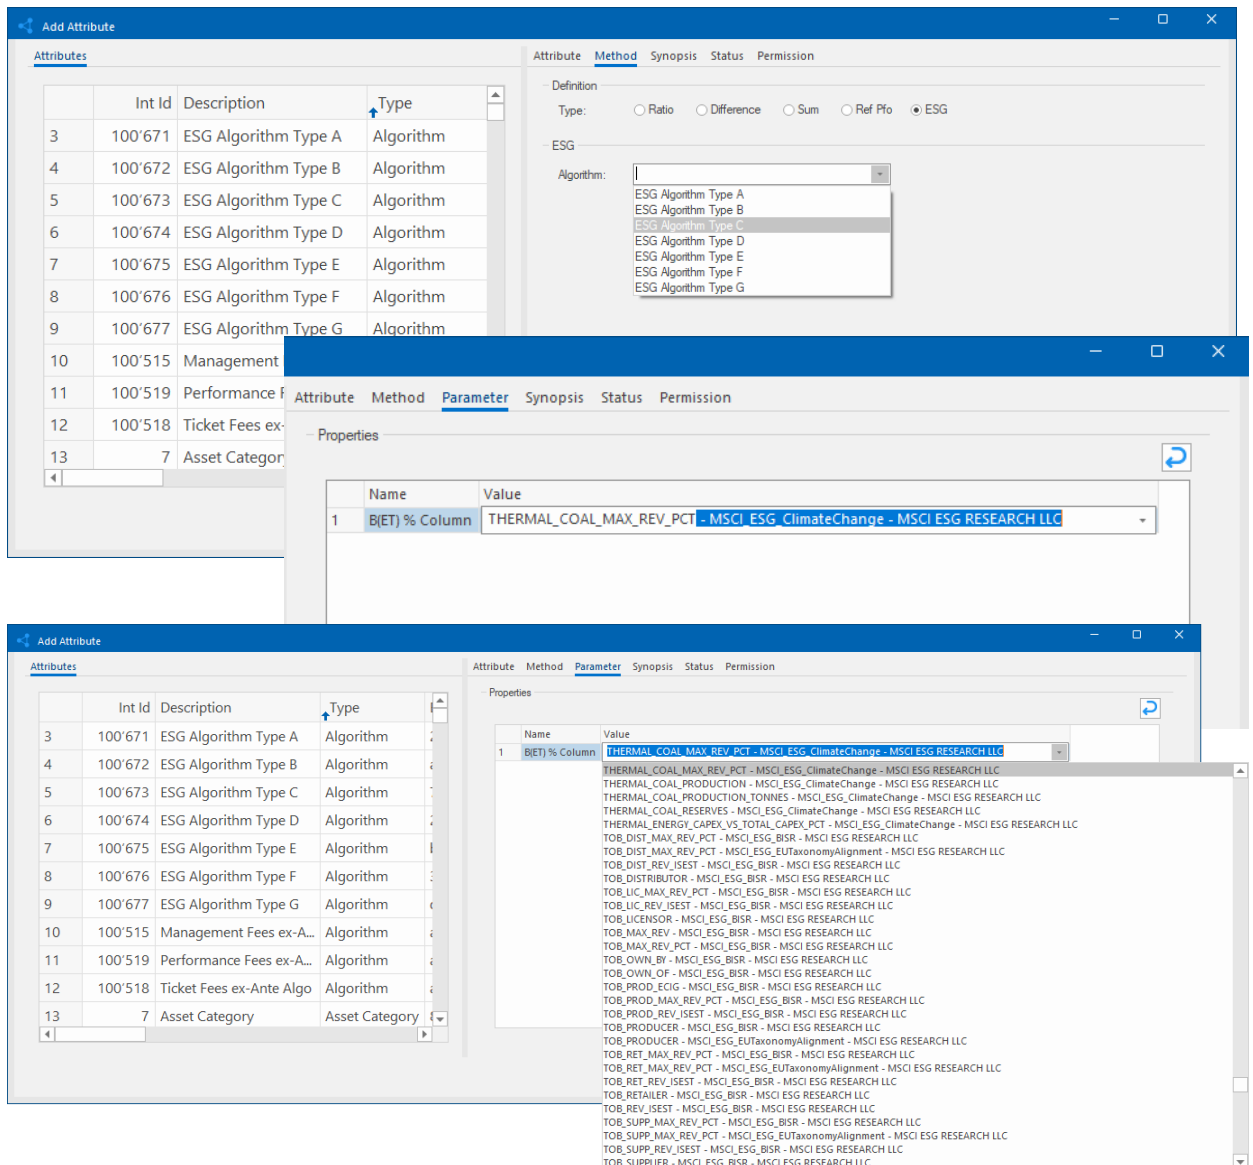 Add Attribute
Attributes
Int Id Description Type
3 100'671 ESG Algorithm Type A Algorithm
4 100'672 ESG Algorithm Type B Algorithm
5 100'673 ESG Algorithm Type C Algorithm
6 100'674 ESG Algorithm Type D Algorithm
7 100'675 ESG Algorithm Type E Algorithm
8 100'676 ESG Algorithm Type F Algorithm
9 100'677 ESG Algorithm Type G Algorithm
10 100'515 Management
11 100'519 Performance F
12 100'518 Ticket Fees ex-
13 7 Asset Categor
Attribute Method Synopsis Status Permission
Definition
Type: Ratio Difference Sum Ref Pfo ESG
ESG
Algorithm:
ESG Algorithm Type A
ESG Algorithm Type B
ESG Algorithm Type C
ESG Algorithm Type D
ESG Algorithm Type E
ESG Algorithm Type F
ESG Algorithm Type G
Attribute Method Parameter Synopsis Status Permission
Properties
Name Value
1 B(ET) % Column THERMAL_COAL_MAX_REV_PCT - MSCI_ESG_ClimateChange - MSCI ESG RESEARCH LLC
Add Attribute
Attributes
Int Id Description Type
3 100'671 ESG Algorithm Type A Algorithm
4 100'672 ESG Algorithm Type B Algorithm
5 100'673 ESG Algorithm Type C Algorithm
6 100'674 ESG Algorithm Type D Algorithm
7 100'675 ESG Algorithm Type E Algorithm
8 100'676 ESG Algorithm Type F Algorithm
9 100'677 ESG Algorithm Type G Algorithm
10 100'515 Management Fees ex-A... Algorithm
11 100'519 Performance Fees ex-A... Algorithm
12 100'518 Ticket Fees ex-Ante Algo Algorithm
13 7 Asset Category Asset Category
Attribute Method Parameter Synopsis Status Permission
Properties
Name Value
1 B(ET) % Column THERMAL_COAL_MAX_REV_PCT - MSCI_ESG_ClimateChange - MSCI ESG RESEARCH LLC
THERMAL_COAL_MAX_REV_PCT - MSCI_ESG_ClimateChange - MSCI ESG RESEARCH LLC
THERMAL_COAL_PRODUCTION - MSCI_ESG_ClimateChange - MSCI ESG RESEARCH LLC
THERMAL_COAL_PRODUCTION_TONNES - MSCI_ESG_ClimateChange - MSCI ESG RESEARCH LLC
THERMAL_COAL_RESERVES - MSCI_ESG_ClimateChange - MSCI ESG RESEARCH LLC
THERMAL_ENERGY_CAPEX_VS_TOTAL_CAPEX_PCT - MSCI_ESG_ClimateChange - MSCI ESG RESEARCH LLC
TOB_DIST_MAX_REV_PCT - MSCI_ESG_BISR - MSCI ESG RESEARCH LLC
TOB_DIST_MAX_REV_PCT - MSCI_ESG_EUTaxonomyAlignment - MSCI ESG RESEARCH LLC
TOB_DIST_REV_ISEST - MSCI_ESG_BISR - MSCI ESG RESEARCH LLC
TOB_DISTRIBUTOR - MSCI_ESG_BISR - MSCI ESG RESEARCH LLC
TOB_LIC_MAX_REV_PCT - MSCI_ESG_BISR - MSCI ESG RESEARCH LLC
TOB_LIC_REV_ISEST - MSCI_ESG_BISR - MSCI ESG RESEARCH LLC
TOB_LICENSOR - MSCI_ESG_BISR - MSCI ESG RESEARCH LLC
TOB_MAX_REV - MSCI_ESG_BISR - MSCI ESG RESEARCH LLC
TOB_MAX_REV_PCT - MSCI_ESG_BISR - MSCI ESG RESEARCH LLC
TOB_OWN_BY - MSCI_ESG_BISR - MSCI ESG RESEARCH LLC
TOB_OWN_OF - MSCI_ESG_BISR - MSCI ESG RESEARCH LLC
TOB_PROD_ECIG - MSCI_ESG_BISR - MSCI ESG RESEARCH LLC
TOB_PROD_MAX_REV_PCT - MSCI_ESG_BISR - MSCI ESG RESEARCH LLC
TOB_PROD_REV_ISEST - MSCI_ESG_BISR - MSCI ESG RESEARCH LLC
TOB_PRODUCER - MSCI_ESG_BISR - MSCI ESG RESEARCH LLC
TOB_PRODUCER - MSCI_ESG_EUTaxonomyAlignment - MSCI ESG RESEARCH LLC
TOB_RET_MAX_REV_PCT - MSCI_ESG_BISR - MSCI ESG RESEARCH LLC
TOB_RET_MAX_REV_PCT - MSCI_ESG_EUTaxonomyAlignment - MSCI ESG RESEARCH LLC
TOB_RET_REV_ISEST - MSCI_ESG_BISR - MSCI ESG RESEARCH LLC
TOB_RETAILER - MSCI_ESG_BISR - MSCI ESG RESEARCH LLC
TOB_REV_ISEST - MSCI_ESG_BISR - MSCI ESG RESEARCH LLC
TOB_SUPP_MAX_REV_PCT - MSCI_ESG_BISR - MSCI ESG RESEARCH LLC
TOB_SUPP_MAX_REV_PCT - MSCI_ESG_EUTaxonomyAlignment - MSCI ESG RESEARCH LLC
TOB_SUPP_REV_ISEST - MSCI_ESG_BISR - MSCI ESG RESEARCH LLC
TOB_SUPPLIER - MSCI_ESG_BISR - MSCI ESG RESEARCH LLC